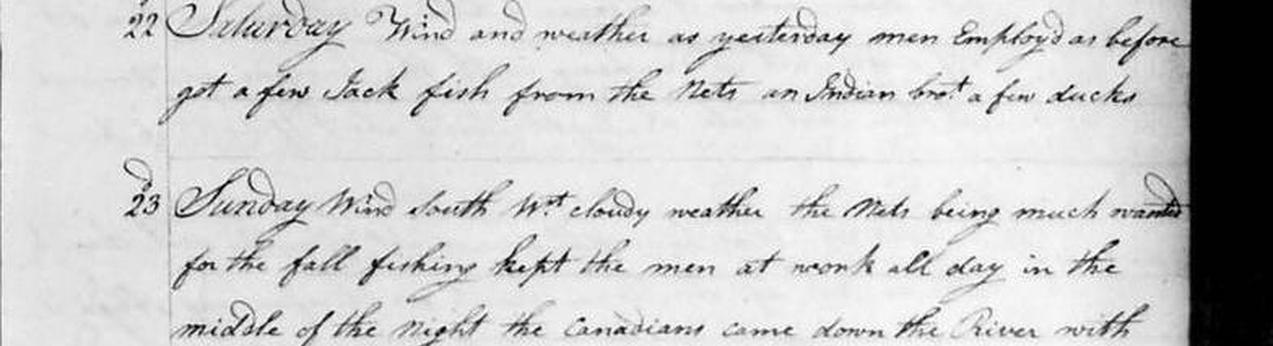 22 Saturday Wind and weather as yesterday men Employd as before
got a few Jack fish from the Nets an Indian brot a few ducks
23 Sunday Wind South Wt cloudy weather the Nets being much wanted
for the fall fishing kept the men at work all day in the
middle of the Night the Canadians came down the River with